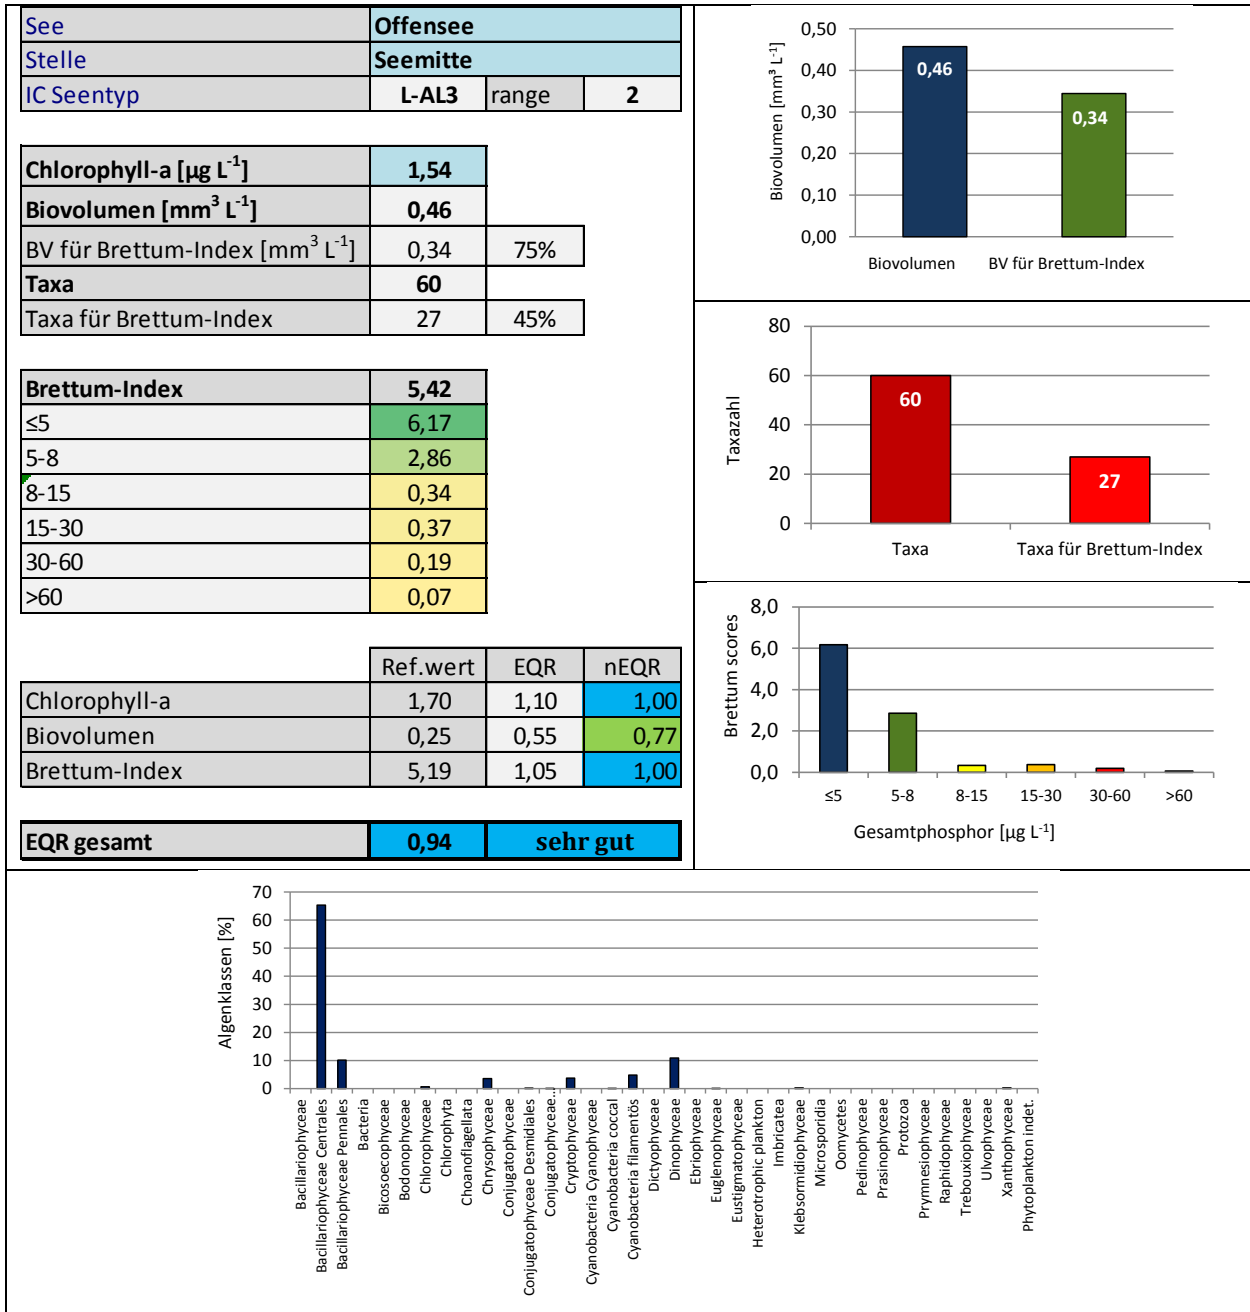 See Offensee
Stelle Seemitte
IC Seentyp L-AL3 range 2
Chlorophyll-a [µg L-1] 1,54
Biovolumen [mm3 L-1] 0,46
BV für Brettum-Index [mm3 L-1] 0,34 75%
Taxa 60
Taxa für Brettum-Index 27 45%
Brettum-Index 5,42
≤5 6,17
5-8 2,86
8-15 0,34
15-30 0,37
30-60 0,19
>60 0,07
Ref.wert EQR nEQR
Chlorophyll-a 1,70 1,10 1,00
Biovolumen 0,25 0,55 0,77
Brettum-Index 5,19 1,05 1,00
EQR gesamt 0,94 sehr gut
Biovolumen [mm³ L-1]
0,50
0,40
0,30
0,20
0,10
0,00
0,46
0,34
Biovolumen BV für Brettum-Index
Taxazahl
80
60
40
20
0
60
27
Taxa Taxa für Brettum-Index
Brettum scores
8,0
6,0
4,0
2,0
0,0
≤5 5-8 8-15 15-30 30-60 >60
Gesamtphosphor [µg L-1]
Algenklassen [%]
70
60
50
40
30
20
10
0
Bacillariophyceae
Bacillariophyceae Centrales
Bacillariophyceae Pennales
Bacteria
Bicosoecophyceae
Bodonophyceae
Chlorophyceae
Chlorophyta
Choanoflagellata
Chrysophyceae
Conjugatophyceae
Conjugatophyceae Desmidiales
Conjugatophyceae...
Cryptophyceae
Cyanobacteria Cyanophyceae
Cyanobacteria coccal
Cyanobacteria filamentös
Dictyophyceae
Dinophyceae
Ebriophyceae
Euglenophyceae
Eustigmatophyceae
Heterotrophic plankton
Imbricatea
Klebsormidiophyceae
Microsporidia
Oomycetes
Pedinophyceae
Prasinophyceae
Protozoa
Prymnesiophyceae
Raphidophyceae
Trebouxiophyceae
Ulvophyceae
Xanthophyceae
Phytoplankton indet.